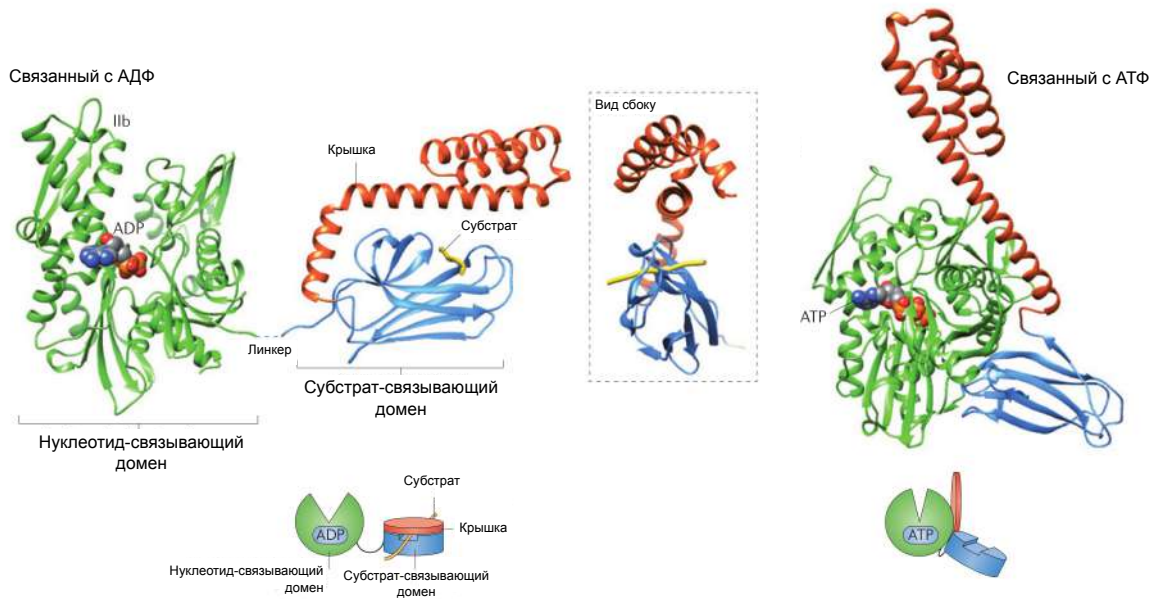 Связанный с АДФ
IIb
ADP
Крышка
Субстрат
Линкер
Субстрат-связывающий
домен
Нуклеотид-связывающий
домен
Вид сбоку
Связанный с АТФ
ATP
Субстрат
Крышка
ADP
Нуклеотид-связывающий
домен
Субстрат-связывающий
домен
ATP